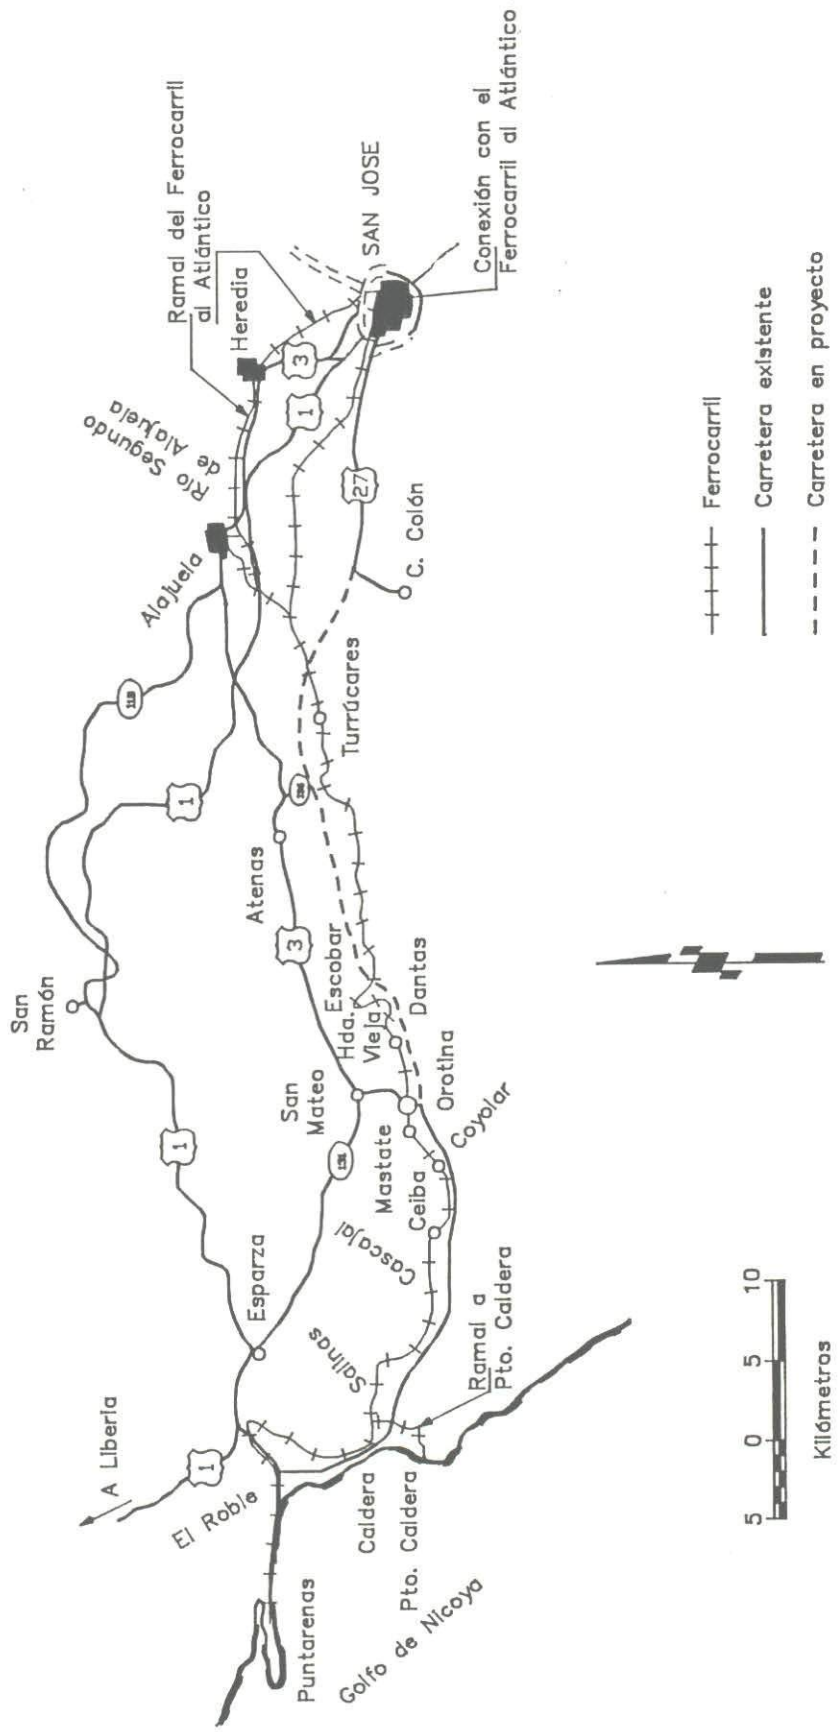 A Liberia
1
El Roble
Puntarenas
Golfo de Nicoya
Caldera
Pto. Caldera
Esparza
Salinas
Ramal a
Pto. Caldera
Cascajal
1
San
Ramón
San
Mateo
131
Mastate
Ceiba
Coyolar
Orotina
Dantas
Hda.
Vieja
Escobar
3
Atenas
1
118
Turrúcares
Alajuela
Río Segundo
de Alajuela
C. Colón
27
1
3
Heredia
Ramal del Ferrocarril
al Atlántico
SAN JOSE
Conexión con el
Ferrocarril al Atlántico
5 0 5 10
Kilómetros
Ferrocarril
Carretera existente
Carretera en proyecto